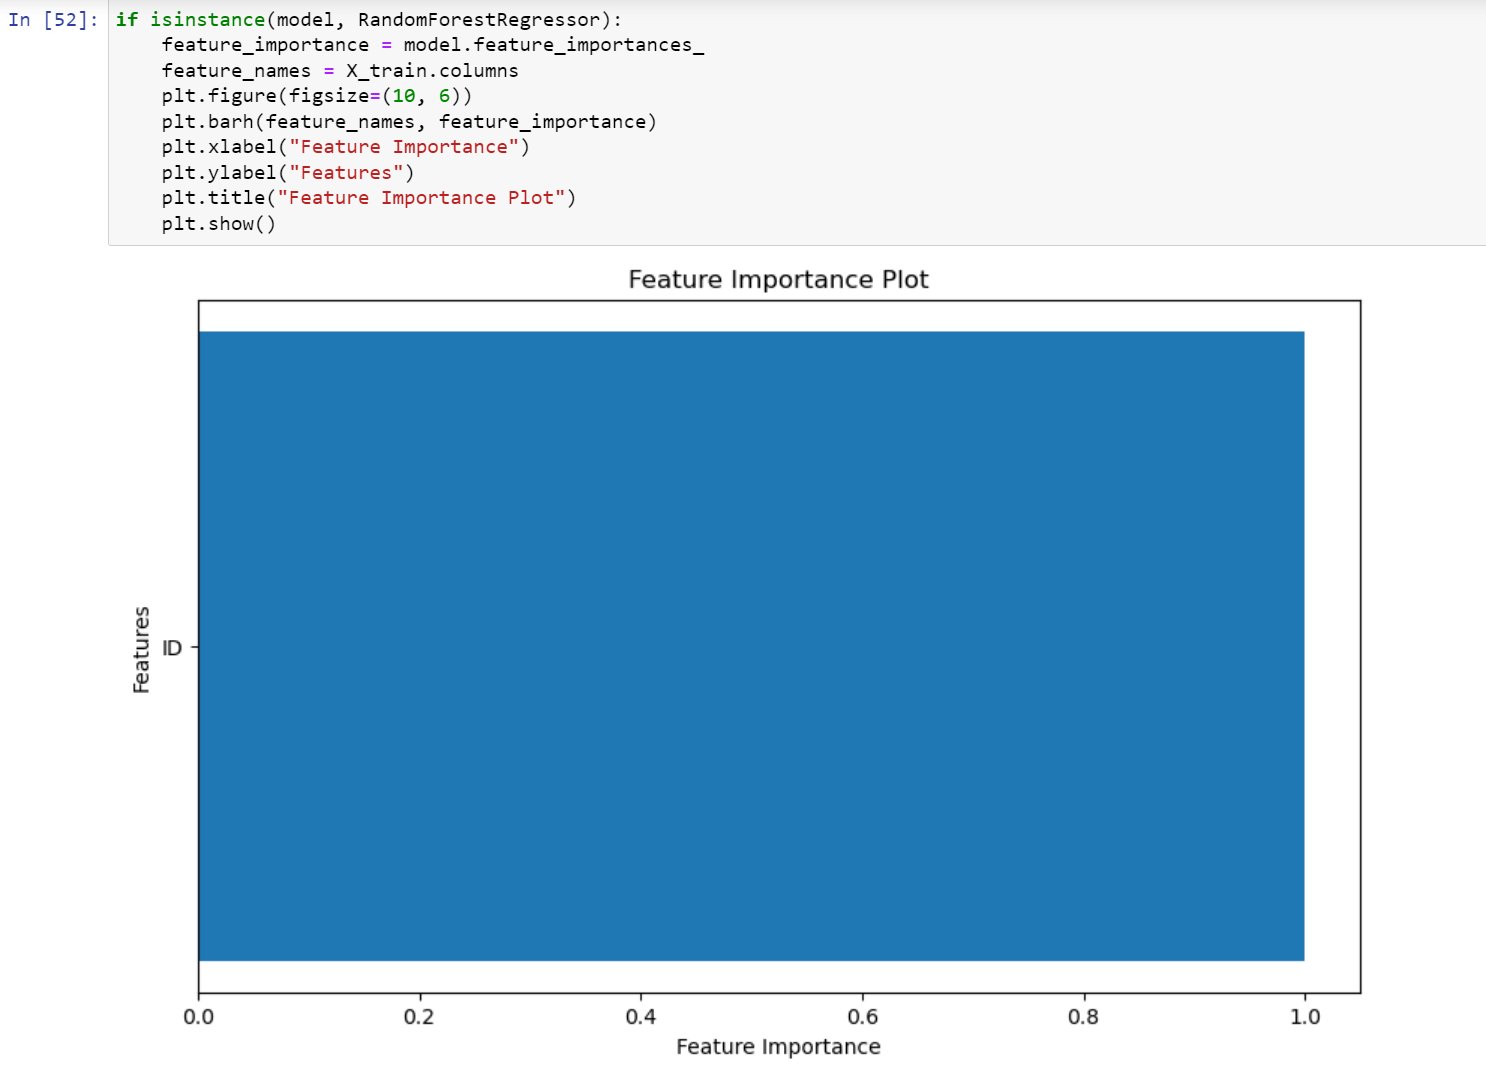 In [52]: if isinstance(model, RandomForestRegressor):
    feature_importance = model.feature_importances_
    feature_names = X_train.columns
    plt.figure(figsize=(10, 6))
    plt.barh(feature_names, feature_importance)
    plt.xlabel("Feature Importance")
    plt.ylabel("Features")
    plt.title("Feature Importance Plot")
    plt.show()
Feature Importance Plot
Features
ID
0.0 0.2 0.4 0.6 0.8 1.0
Feature Importance